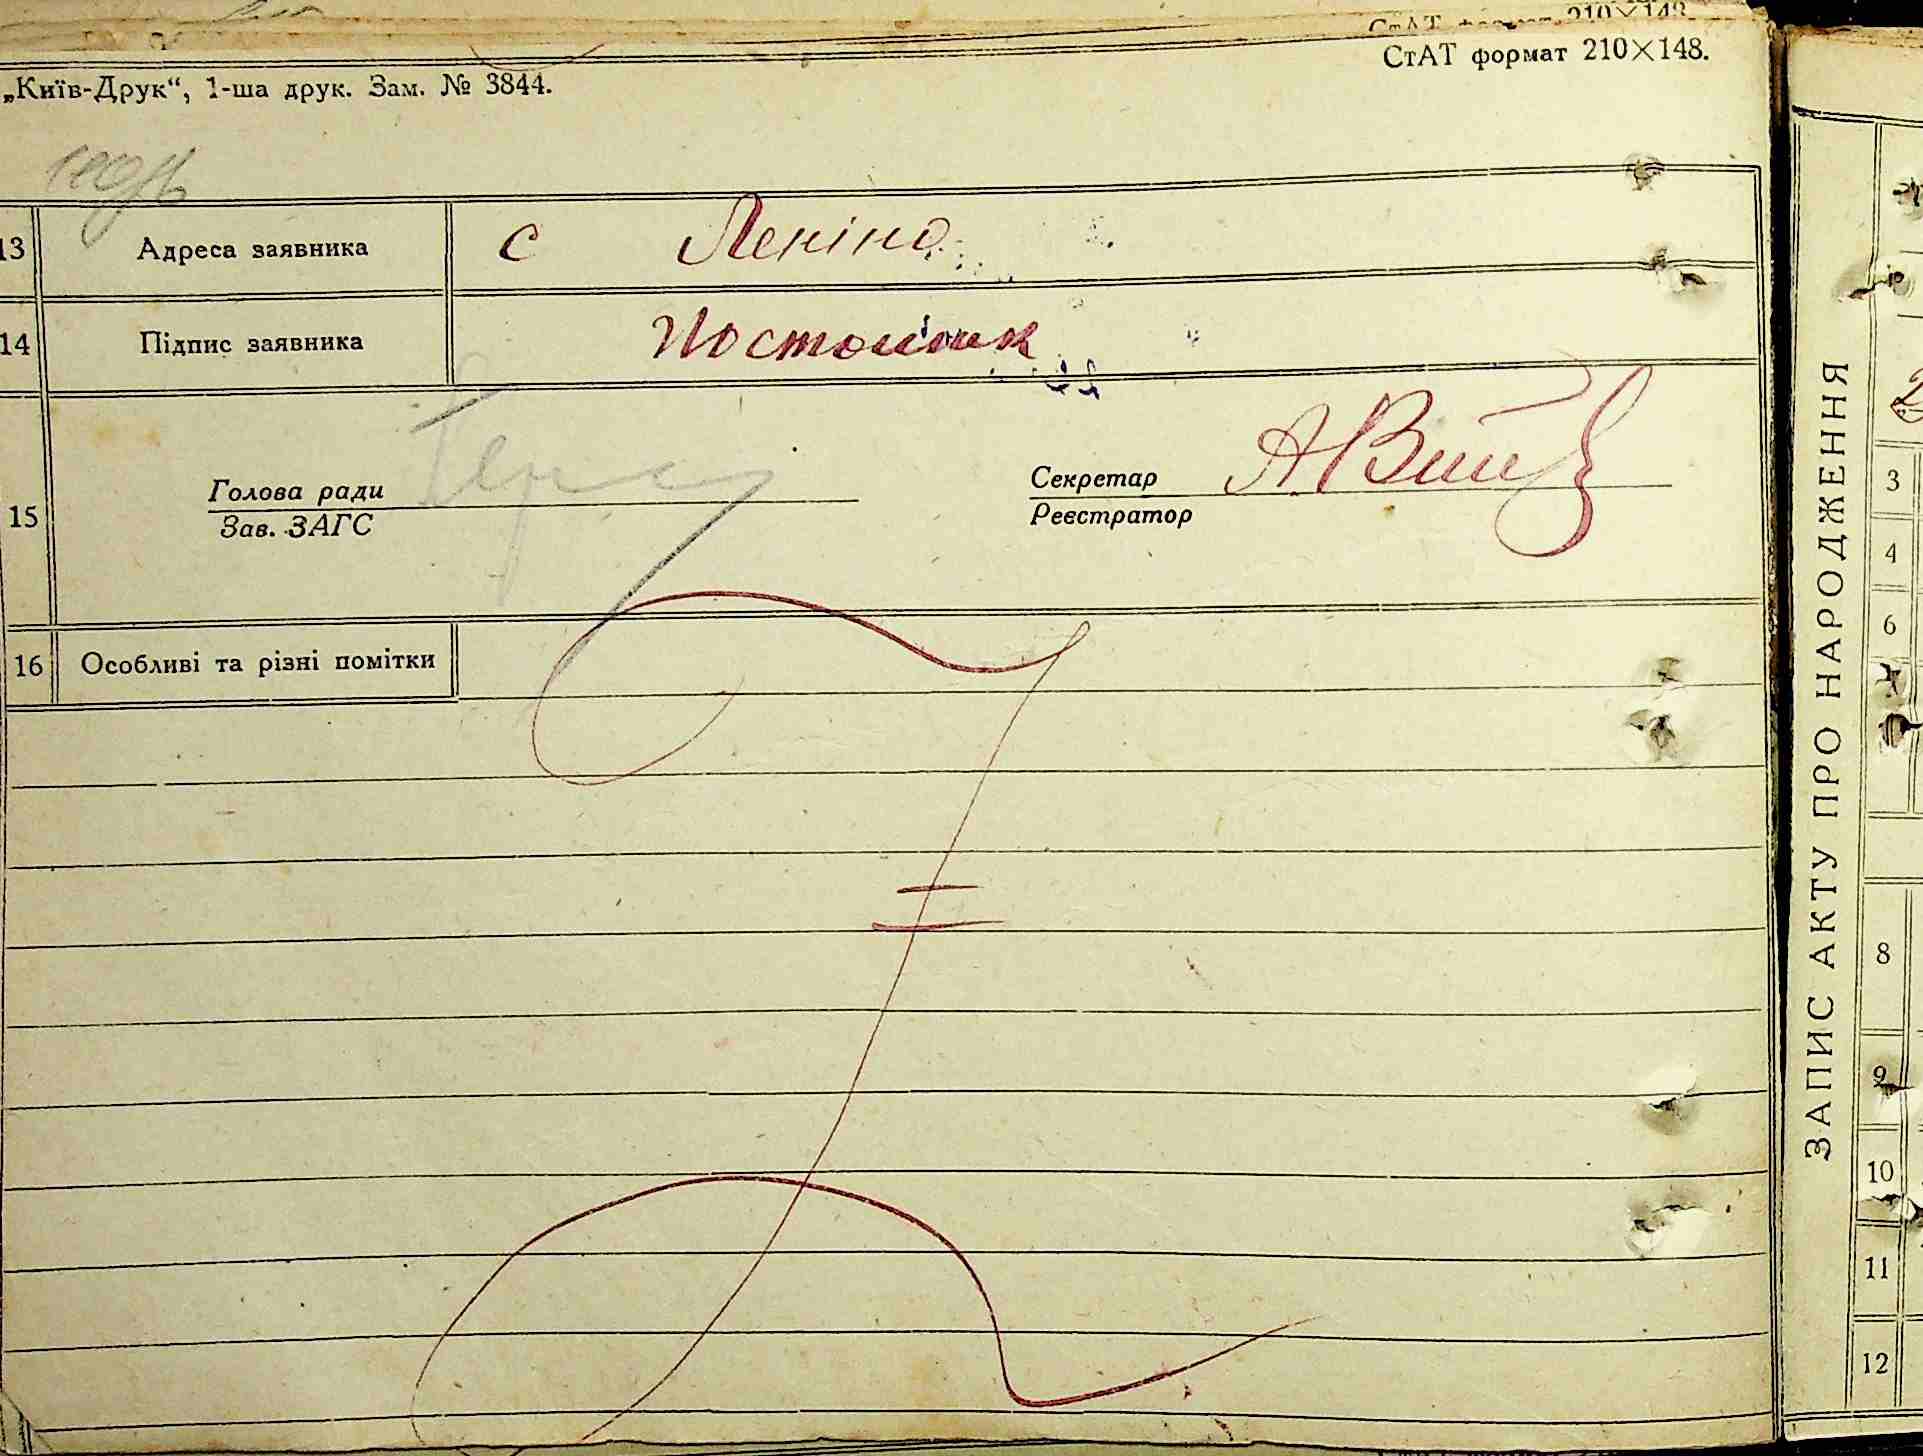 СтАТ формат 210×148.
„Київ-Друк“, 1-ша друк. Зам. № 3844.
13 Адреса заявника с Леніно
14 Підпис заявника
15 Голова ради Секретар
Зав. ЗАГС Реєстратор
16 Особливі та різні помітки
ЗАПИС АКТУ ПРО НАРОДЖЕННЯ
2
3
4
6
7
8
9
10
11
12